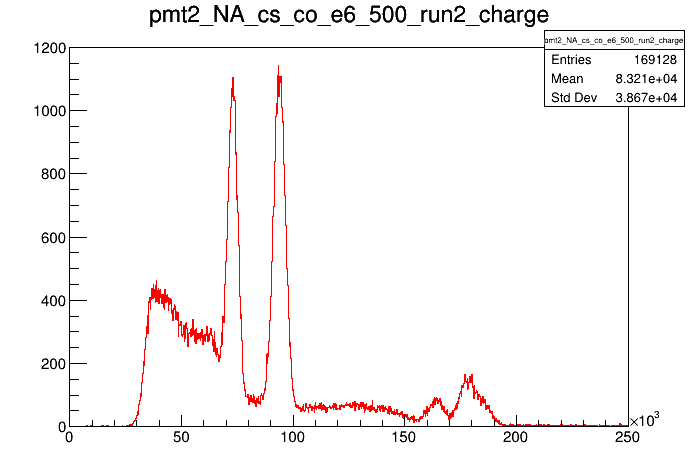 pmt2_NA_cs_co_e6_500_run2_charge
pmt2_NA_cs_co_e6_500_run2_charge
Entries 169128
Mean 8.321e+04
Std Dev 3.867e+04
1200
1000
800
600
400
200
0
0 50 100 150 200 250
×10³